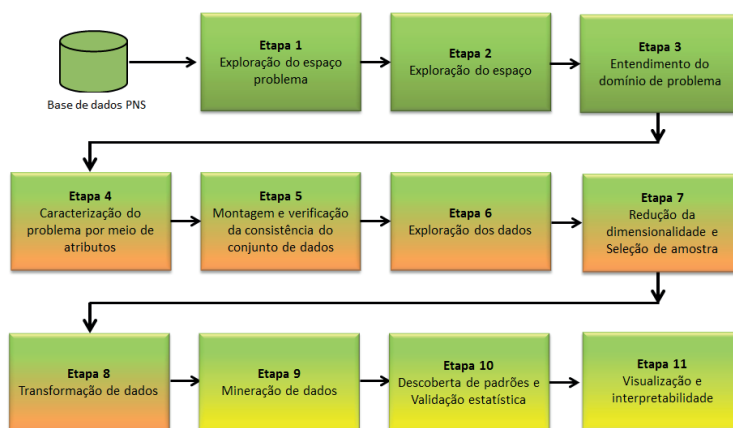 Base de dados PNS
Etapa 1
Exploração do espaço
problema
Etapa 2
Exploração do espaço
Etapa 3
Entendimento do
domínio de problema
Etapa 4
Caracterização do
problema por meio de
atributos
Etapa 5
Montagem e verificação
da consistência do
conjunto de dados
Etapa 6
Exploração dos dados
Etapa 7
Redução da
dimensionalidade e
Seleção de amostra
Etapa 8
Transformação de dados
Etapa 9
Mineração de dados
Etapa 10
Descoberta de padrões e
Validação estatística
Etapa 11
Visualização e
interpretabilidade